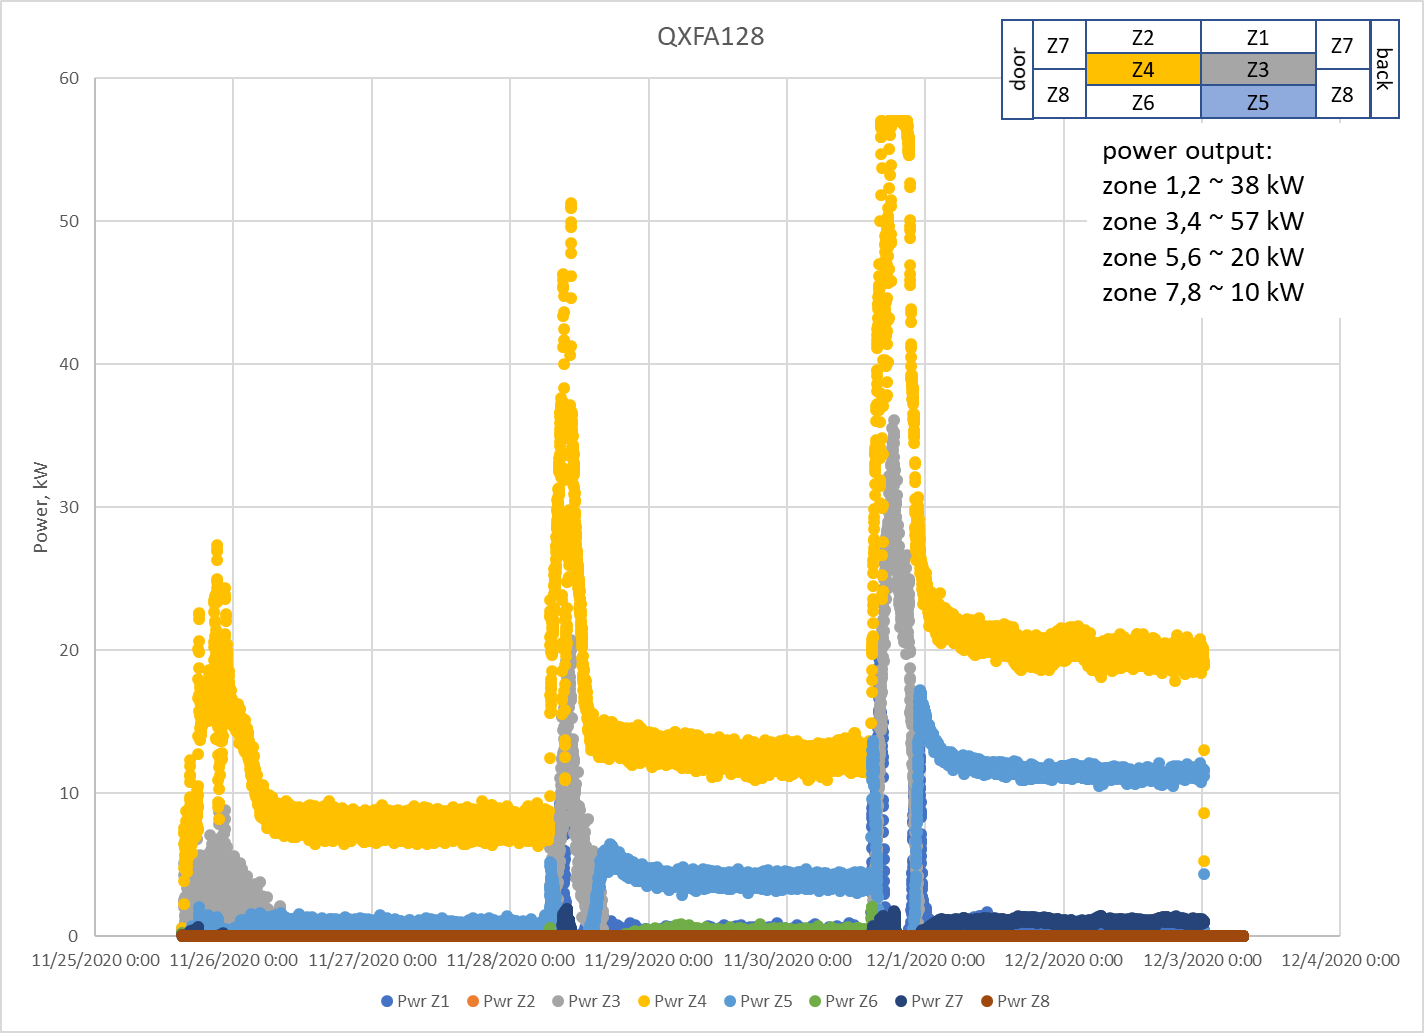 QXFA128
door
Z7
Z8
Z2
Z4
Z6
Z1
Z3
Z5
Z7
Z8
back
power output:
zone 1,2 ~ 38 kW
zone 3,4 ~ 57 kW
zone 5,6 ~ 20 kW
zone 7,8 ~ 10 kW
Power, kW
60
50
40
30
20
10
0
11/25/2020 0:00
11/26/2020 0:00
11/27/2020 0:00
11/28/2020 0:00
11/29/2020 0:00
11/30/2020 0:00
12/1/2020 0:00
12/2/2020 0:00
12/3/2020 0:00
12/4/2020 0:00
Pwr Z1
Pwr Z2
Pwr Z3
Pwr Z4
Pwr Z5
Pwr Z6
Pwr Z7
Pwr Z8